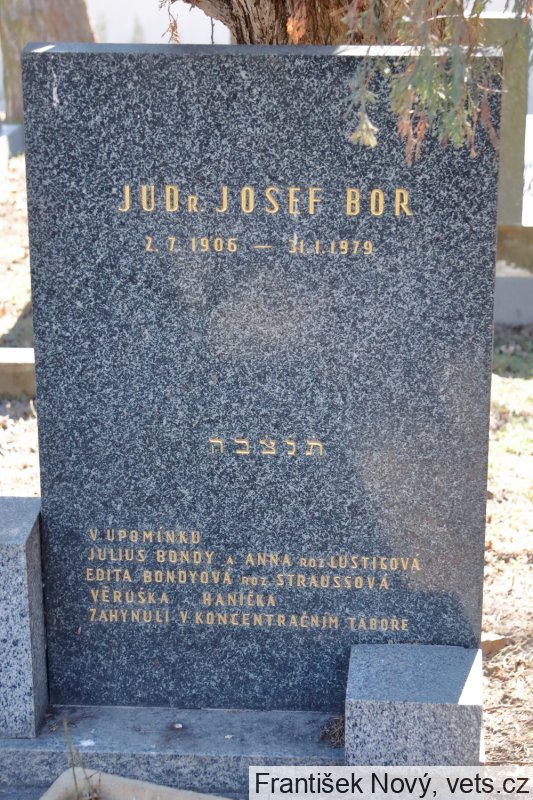 JUDR. JOSEF BOR
2. 7. 1906 — 31. 1. 1979
תנצבה
V UPOMÍNKU
JULIUS BONDY A ANNA ROZ LUSTIGOVÁ
EDITA BONDYOVÁ ROZ STRAUSSOVÁ
VĚRUŠKA HANIČKA
ZAHYNULI V KONCENTRAČNÍM TÁBOŘE
František Nový, vets.cz